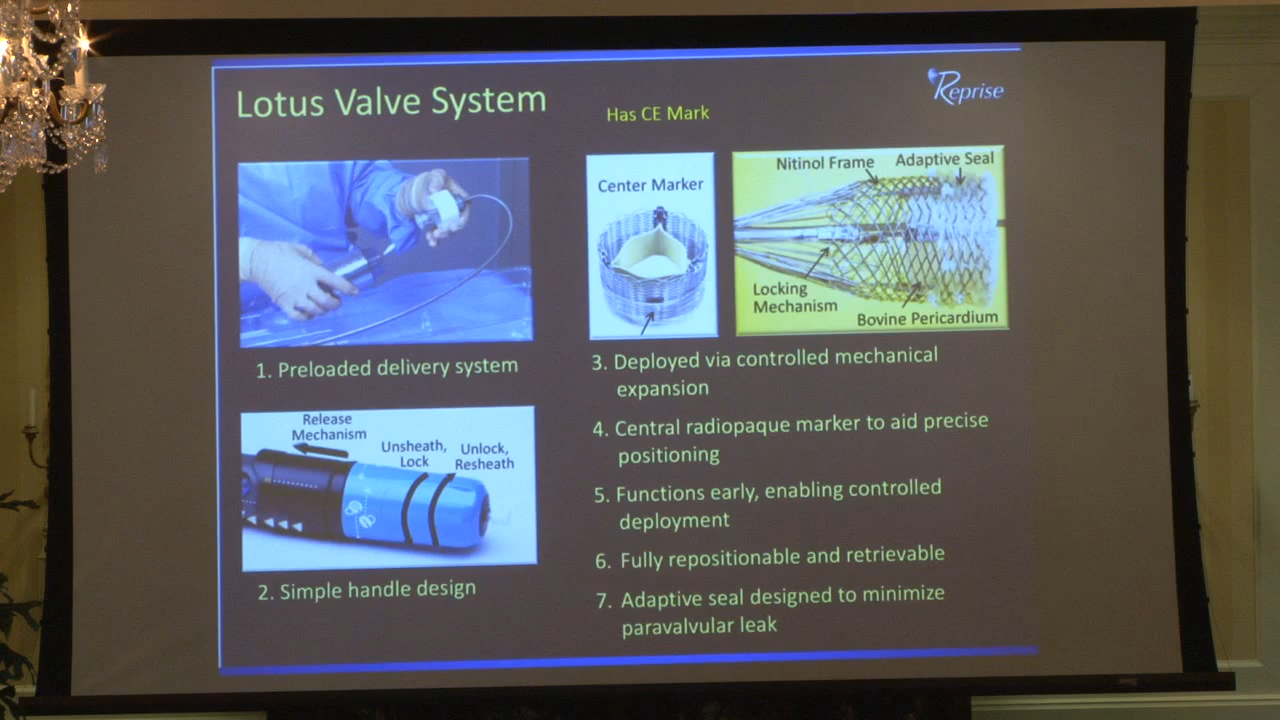 Lotus Valve System
Has CE Mark
Reprise
Center Marker
Nitinol Frame
Adaptive Seal
Locking
Mechanism
Bovine Pericardium
1. Preloaded delivery system
Release
Mechanism
Unsheath,
Lock
Unlock,
Resheath
2. Simple handle design
3. Deployed via controlled mechanical
expansion
4. Central radiopaque marker to aid precise
positioning
5. Functions early, enabling controlled
deployment
6. Fully repositionable and retrievable
7. Adaptive seal designed to minimize
paravalvular leak